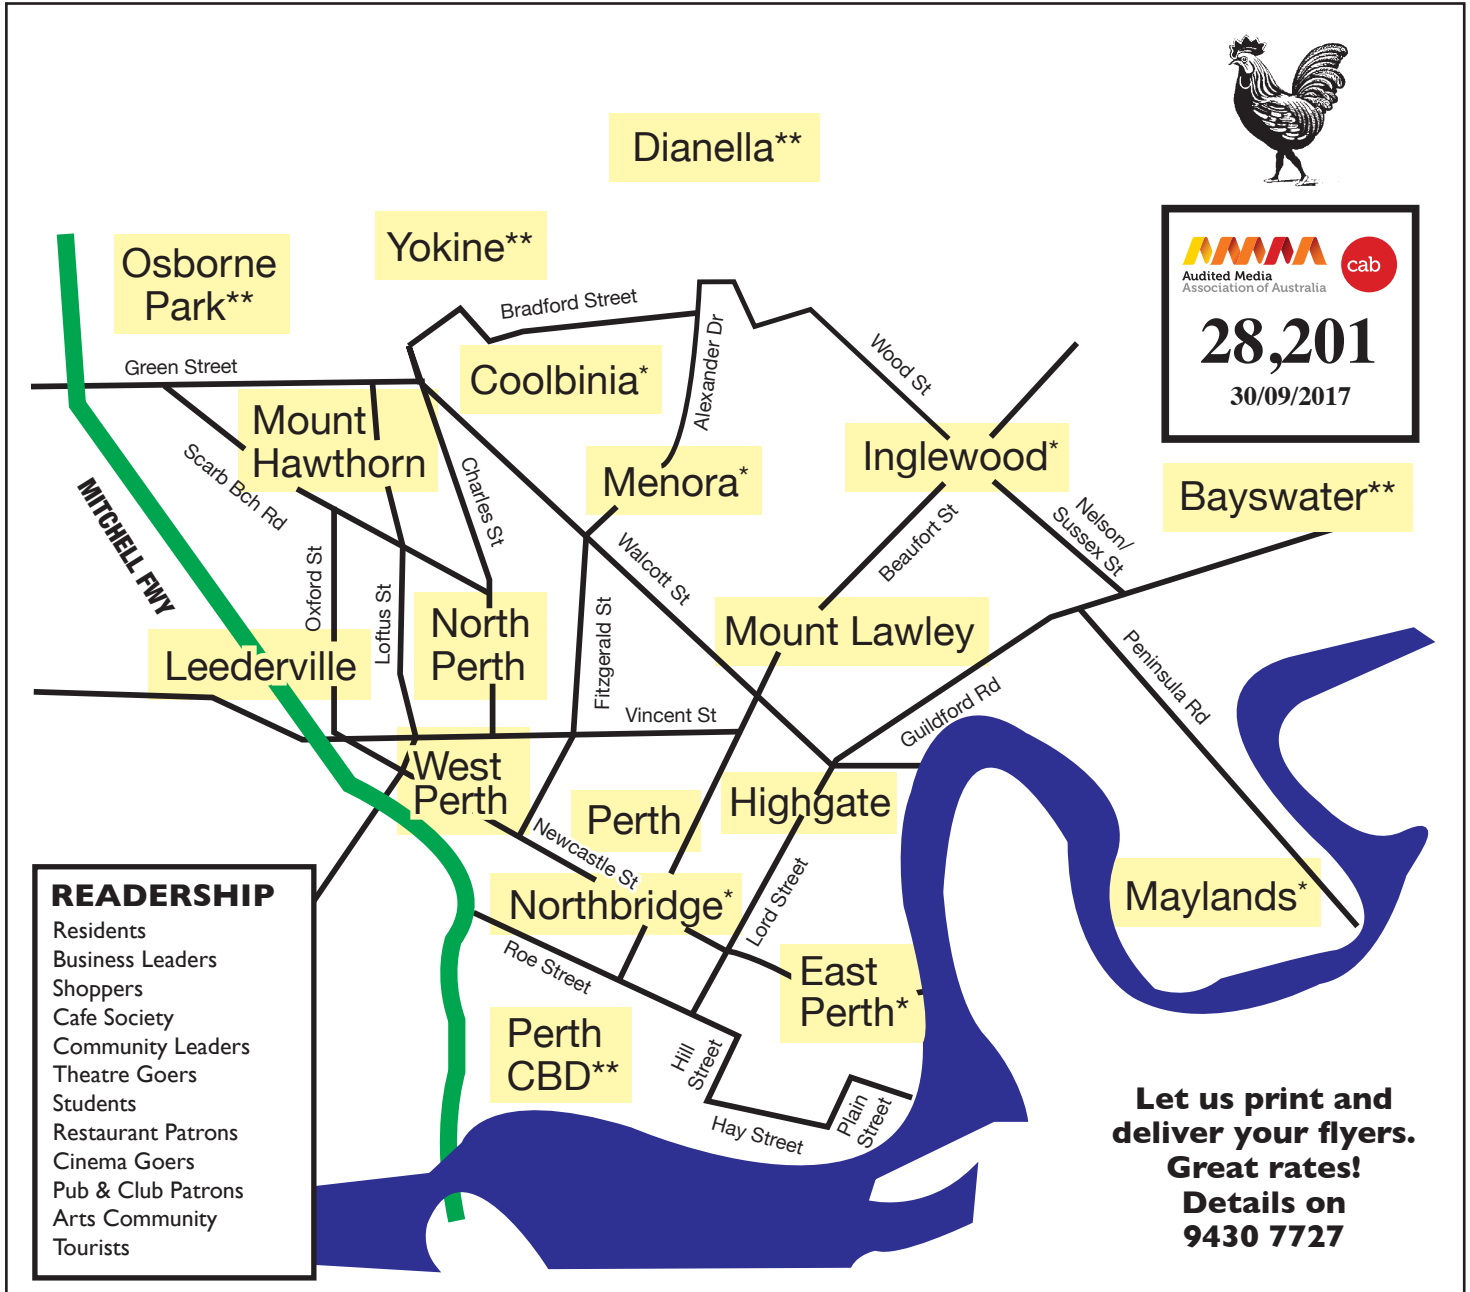 Dianella**
Yokine**
Osborne
Park**
Audited Media
Association of Australia
cab
28,201
30/09/2017
Bradford Street
Alexander Dr
Wood St
Green Street
Coolbinia*
Mount
Hawthorn
Scarb Bch Rd
Charles St
Menora*
Inglewood*
Bayswater**
Nelson/
Sussex St
MITCHELL FWY
Oxford St
Loftus St
Walcott St
Beaufort St
North
Perth
Fitzgerald St
Mount Lawley
Leederville
Peninsula Rd
Guildford Rd
Vincent St
West
Perth
Perth
Highgate
Newcastle St
Northbridge*
Lord Street
Maylands*
Roe Street
East
Perth*
Perth
CBD**
Hill
Street
Hay Street
Plain
Street
READERSHIP
Residents
Business Leaders
Shoppers
Cafe Society
Community Leaders
Theatre Goers
Students
Restaurant Patrons
Cinema Goers
Pub & Club Patrons
Arts Community
Tourists
Let us print and
deliver your flyers.
Great rates!
Details on
9430 7727